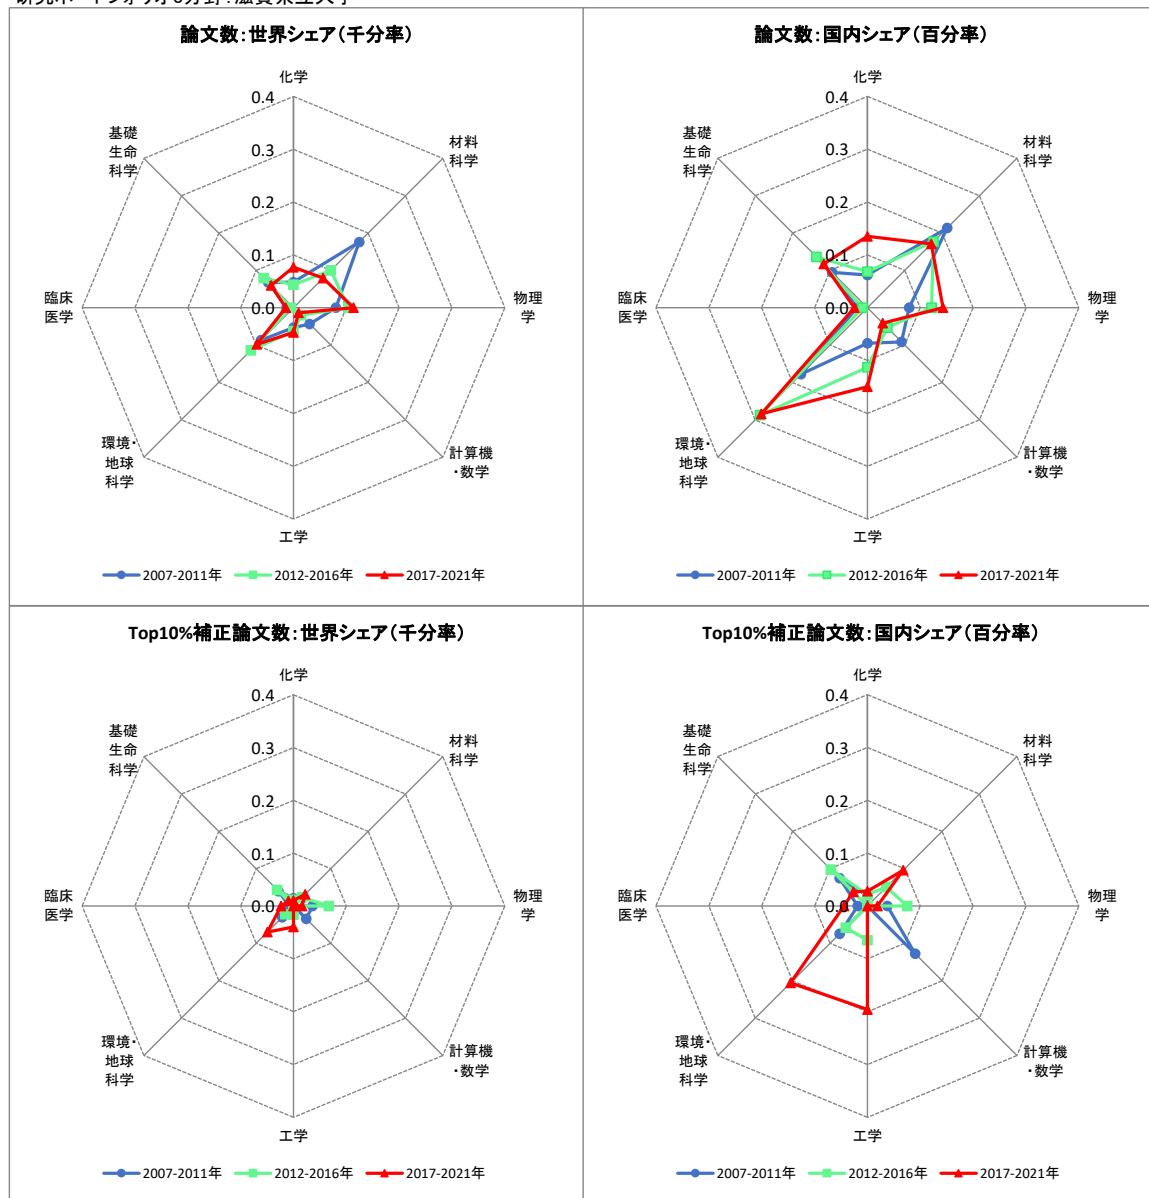 論文数：世界シェア（千分率）
化学
0.4
0.3
0.2
0.1
0.0
材料
科学
物理
学
計算機
・数学
工学
環境・
地球
科学
臨床
医学
基礎
生命
科学
2007-2011年
2012-2016年
2017-2021年
論文数：国内シェア（百分率）
化学
0.4
0.3
0.2
0.1
0.0
材料
科学
物理
学
計算機
・数学
工学
環境・
地球
科学
臨床
医学
基礎
生命
科学
2007-2011年
2012-2016年
2017-2021年
Top10%補正論文数：世界シェア（千分率）
化学
0.4
0.3
0.2
0.1
0.0
材料
科学
物理
学
計算機
・数学
工学
環境・
地球
科学
臨床
医学
基礎
生命
科学
2007-2011年
2012-2016年
2017-2021年
Top10%補正論文数：国内シェア（百分率）
化学
0.4
0.3
0.2
0.1
0.0
材料
科学
物理
学
計算機
・数学
工学
環境・
地球
科学
臨床
医学
基礎
生命
科学
2007-2011年
2012-2016年
2017-2021年